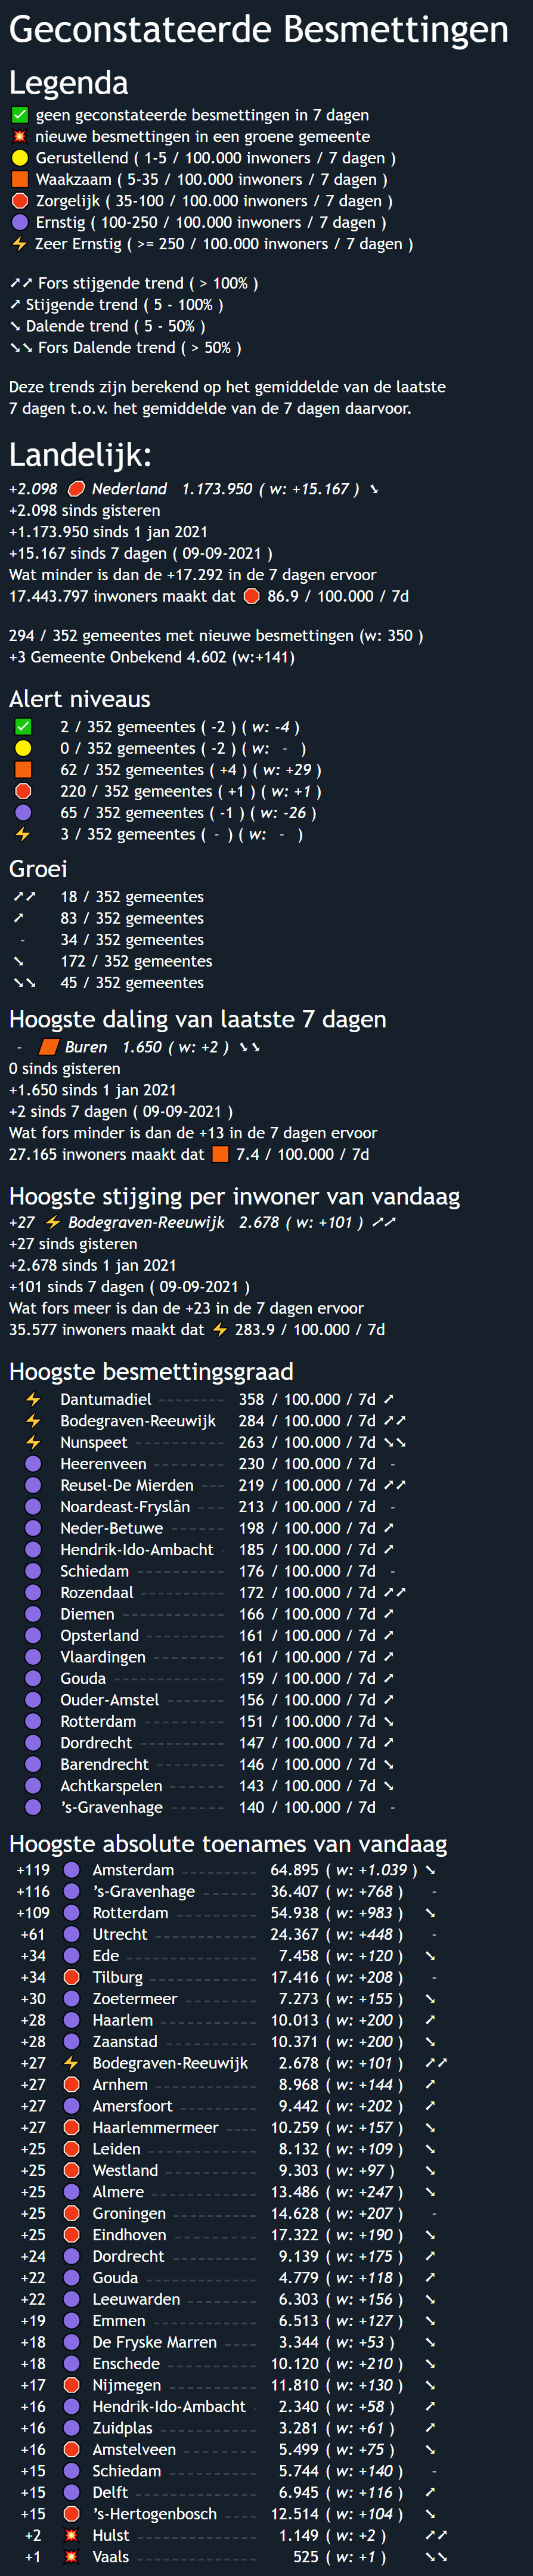 Geconstateerde Besmettingen
Legenda
✅ geen geconstateerde besmettingen in 7 dagen
💥 nieuwe besmettingen in een groene gemeente
🟡 Gerustellend ( 1-5 / 100.000 inwoners / 7 dagen )
🟧 Waakzaam ( 5-35 / 100.000 inwoners / 7 dagen )
🛑 Zorgelijk ( 35-100 / 100.000 inwoners / 7 dagen )
🟣 Ernstig ( 100-250 / 100.000 inwoners / 7 dagen )
⚡ Zeer Ernstig ( >= 250 / 100.000 inwoners / 7 dagen )
➚➚ Fors stijgende trend ( > 100% )
➚ Stijgende trend ( 5 - 100% )
➘ Dalende trend ( 5 - 50% )
➘➘ Fors Dalende trend ( > 50% )
Deze trends zijn berekend op het gemiddelde van de laatste
7 dagen t.o.v. het gemiddelde van de 7 dagen daarvoor.
Landelijk:
+2.098 🛑 Nederland 1.173.950 ( w: +15.167 ) ➘
+2.098 sinds gisteren
+1.173.950 sinds 1 jan 2021
+15.167 sinds 7 dagen ( 09-09-2021 )
Wat minder is dan de +17.292 in de 7 dagen ervoor
17.443.797 inwoners maakt dat 🛑 86.9 / 100.000 / 7d
294 / 352 gemeentes met nieuwe besmettingen (w: 350 )
+3 Gemeente Onbekend 4.602 (w:+141)
Alert niveaus
✅ 2 / 352 gemeentes ( -2 ) ( w: -4 )
🟡 0 / 352 gemeentes ( -2 ) ( w: - )
🟧 62 / 352 gemeentes ( +4 ) ( w: +29 )
🛑 220 / 352 gemeentes ( +1 ) ( w: +1 )
🟣 65 / 352 gemeentes ( -1 ) ( w: -26 )
⚡ 3 / 352 gemeentes ( - ) ( w: - )
Groei
➚➚ 18 / 352 gemeentes
➚ 83 / 352 gemeentes
- 34 / 352 gemeentes
➘ 172 / 352 gemeentes
➘➘ 45 / 352 gemeentes
Hoogste daling van laatste 7 dagen
- 🟧 Buren 1.650 ( w: +2 ) ➘➘
0 sinds gisteren
+1.650 sinds 1 jan 2021
+2 sinds 7 dagen ( 09-09-2021 )
Wat fors minder is dan de +13 in de 7 dagen ervoor
27.165 inwoners maakt dat 🟧 7.4 / 100.000 / 7d
Hoogste stijging per inwoner van vandaag
+27 ⚡ Bodegraven-Reeuwijk 2.678 ( w: +101 ) ➚➚
+27 sinds gisteren
+2.678 sinds 1 jan 2021
+101 sinds 7 dagen ( 09-09-2021 )
Wat fors meer is dan de +23 in de 7 dagen ervoor
35.577 inwoners maakt dat ⚡ 283.9 / 100.000 / 7d
Hoogste besmettingsgraad
⚡ Dantumadiel 358 / 100.000 / 7d ➚
⚡ Bodegraven-Reeuwijk 284 / 100.000 / 7d ➚➚
⚡ Nunspeet 263 / 100.000 / 7d ➘➘
🟣 Heerenveen 230 / 100.000 / 7d -
🟣 Reusel-De Mierden 219 / 100.000 / 7d ➚➚
🟣 Noardeast-Fryslân 213 / 100.000 / 7d -
🟣 Neder-Betuwe 198 / 100.000 / 7d ➚
🟣 Hendrik-Ido-Ambacht 185 / 100.000 / 7d ➚
🟣 Schiedam 176 / 100.000 / 7d -
🟣 Rozendaal 172 / 100.000 / 7d ➚➚
🟣 Diemen 166 / 100.000 / 7d ➚
🟣 Opsterland 161 / 100.000 / 7d ➚
🟣 Vlaardingen 161 / 100.000 / 7d ➚
🟣 Gouda 159 / 100.000 / 7d ➚
🟣 Ouder-Amstel 156 / 100.000 / 7d ➚
🟣 Rotterdam 151 / 100.000 / 7d ➘
🟣 Dordrecht 147 / 100.000 / 7d ➚
🟣 Barendrecht 146 / 100.000 / 7d ➘
🟣 Achtkarspelen 143 / 100.000 / 7d ➘
🟣 ’s-Gravenhage 140 / 100.000 / 7d -
Hoogste absolute toenames van vandaag
+119 🟣 Amsterdam 64.895 ( w: +1.039 ) ➘
+116 🟣 ’s-Gravenhage 36.407 ( w: +768 ) -
+109 🟣 Rotterdam 54.938 ( w: +983 ) ➘
+61 🟣 Utrecht 24.367 ( w: +448 ) -
+34 🟣 Ede 7.458 ( w: +120 ) ➘
+34 🛑 Tilburg 17.416 ( w: +208 ) -
+30 🟣 Zoetermeer 7.273 ( w: +155 ) ➘
+28 🟣 Haarlem 10.013 ( w: +200 ) ➚
+28 🟣 Zaanstad 10.371 ( w: +200 ) ➘
+27 ⚡ Bodegraven-Reeuwijk 2.678 ( w: +101 ) ➚➚
+27 🛑 Arnhem 8.968 ( w: +144 ) ➚
+27 🟣 Amersfoort 9.442 ( w: +202 ) ➚
+27 🛑 Haarlemmermeer 10.259 ( w: +157 ) ➘
+25 🛑 Leiden 8.132 ( w: +109 ) ➘
+25 🛑 Westland 9.303 ( w: +97 ) ➘
+25 🟣 Almere 13.486 ( w: +247 ) ➘
+25 🛑 Groningen 14.628 ( w: +207 ) -
+25 🛑 Eindhoven 17.322 ( w: +190 ) ➘
+24 🟣 Dordrecht 9.139 ( w: +175 ) ➚
+22 🟣 Gouda 4.779 ( w: +118 ) ➚
+22 🟣 Leeuwarden 6.303 ( w: +156 ) ➘
+19 🟣 Emmen 6.513 ( w: +127 ) ➘
+18 🟣 De Fryske Marren 3.344 ( w: +53 ) ➘
+18 🟣 Enschede 10.120 ( w: +210 ) ➘
+17 🛑 Nijmegen 11.810 ( w: +130 ) ➘
+16 🟣 Hendrik-Ido-Ambacht 2.340 ( w: +58 ) ➚
+16 🟣 Zuidplas 3.281 ( w: +61 ) ➚
+16 🛑 Amstelveen 5.499 ( w: +75 ) ➘
+15 🟣 Schiedam 5.744 ( w: +140 ) -
+15 🟣 Delft 6.945 ( w: +116 ) ➚
+15 🛑 ’s-Hertogenbosch 12.514 ( w: +104 ) ➘
+2 💥 Hulst 1.149 ( w: +2 ) ➚➚
+1 💥 Vaals 525 ( w: +1 ) ➘➘